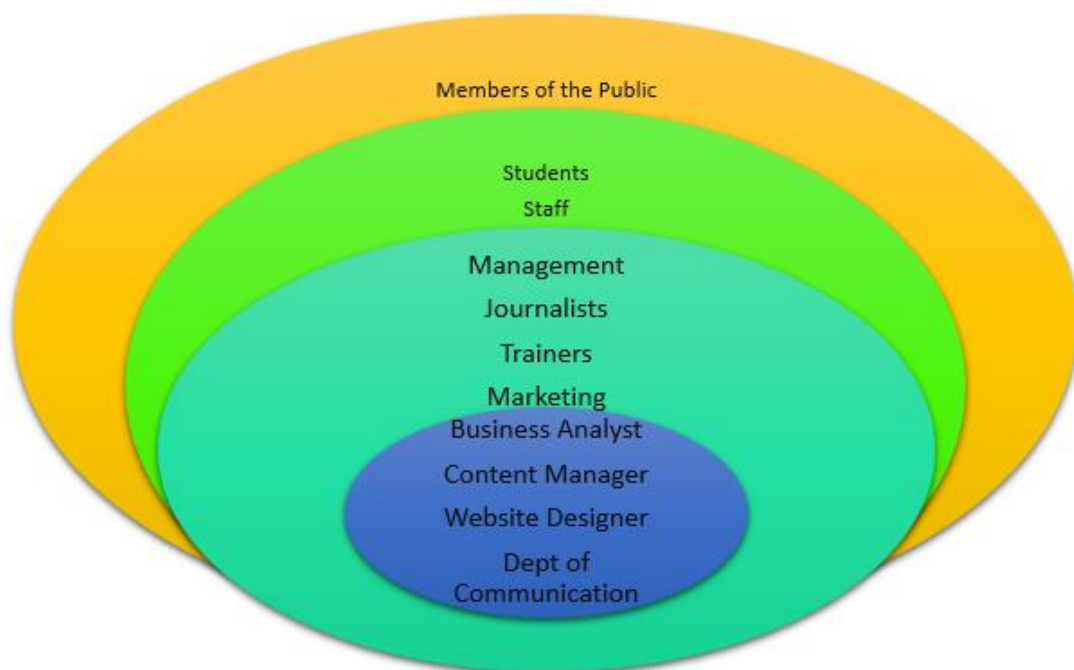 Members of the Public
Students
Staff
Management
Journalists
Trainers
Marketing
Business Analyst
Content Manager
Website Designer
Dept of
Communication